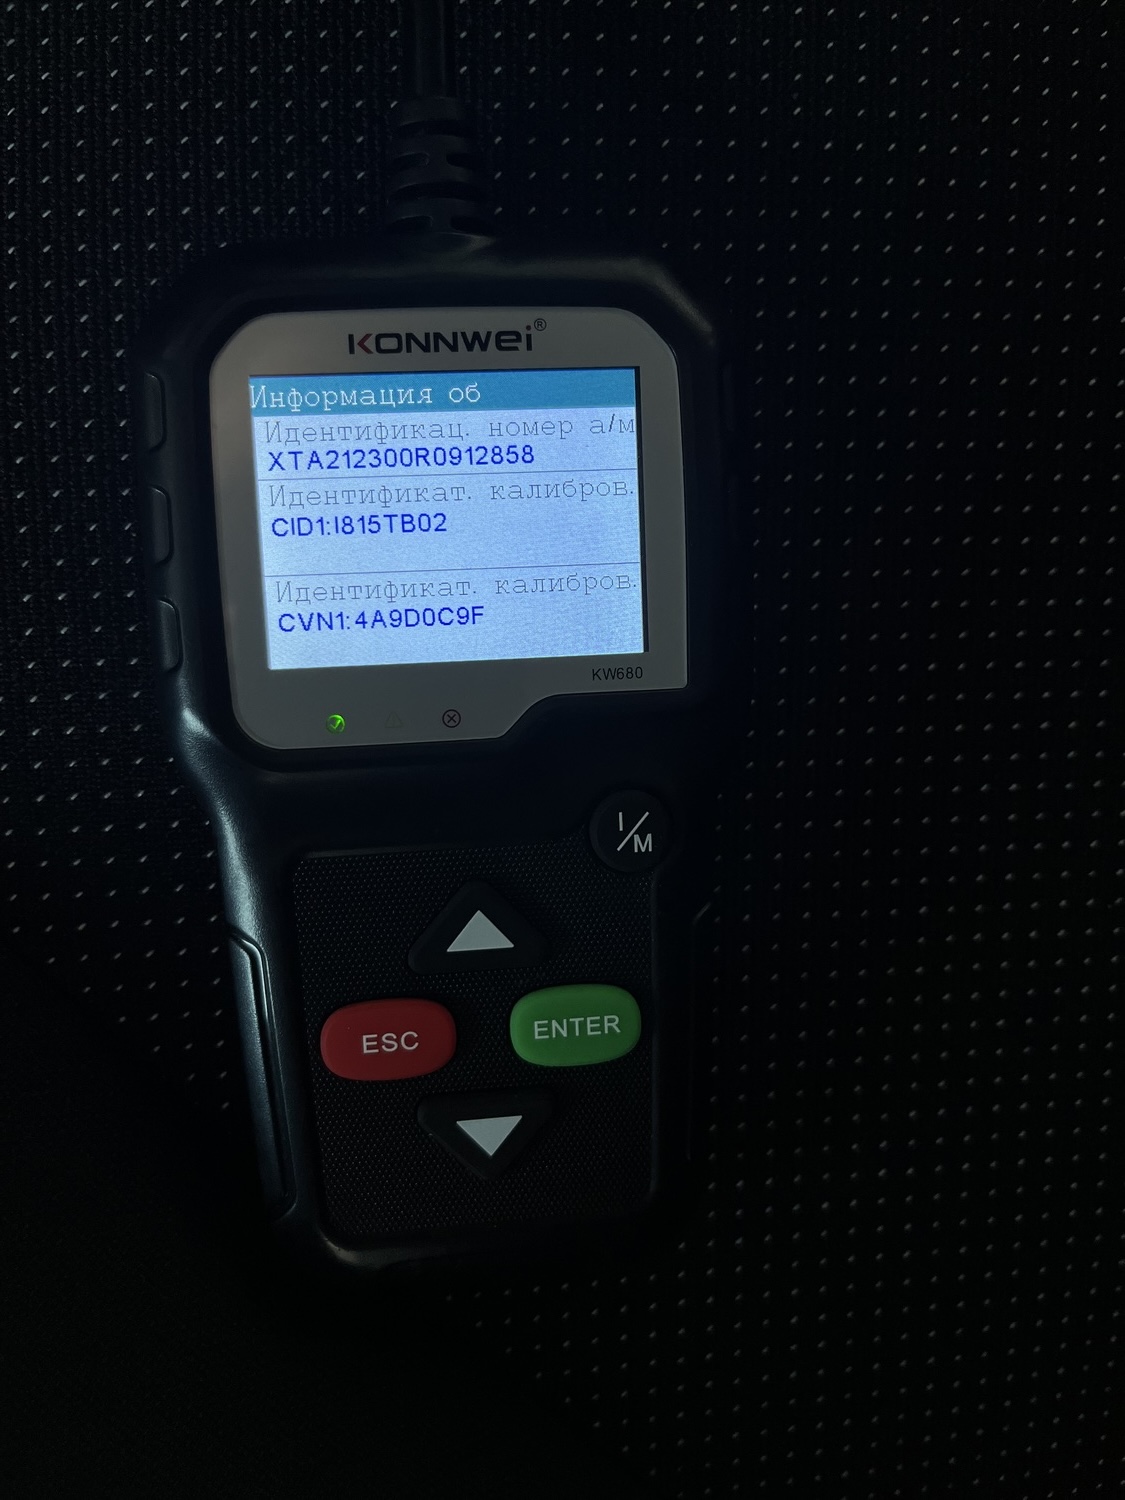 KONNWEI®
Информация об
Идентификац. номер а/м
XTA212300R0912858
Идентификат. калибров.
CID1:I815TB02
Идентификат. калибров.
CVN1:4A9D0C9F
KW680
I/M
ESC
ENTER